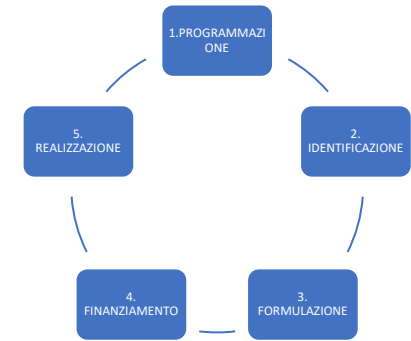 1.PROGRAMMAZI
ONE
2.
IDENTIFICAZIONE
3.
FORMULAZIONE
4.
FINANZIAMENTO
5.
REALIZZAZIONE